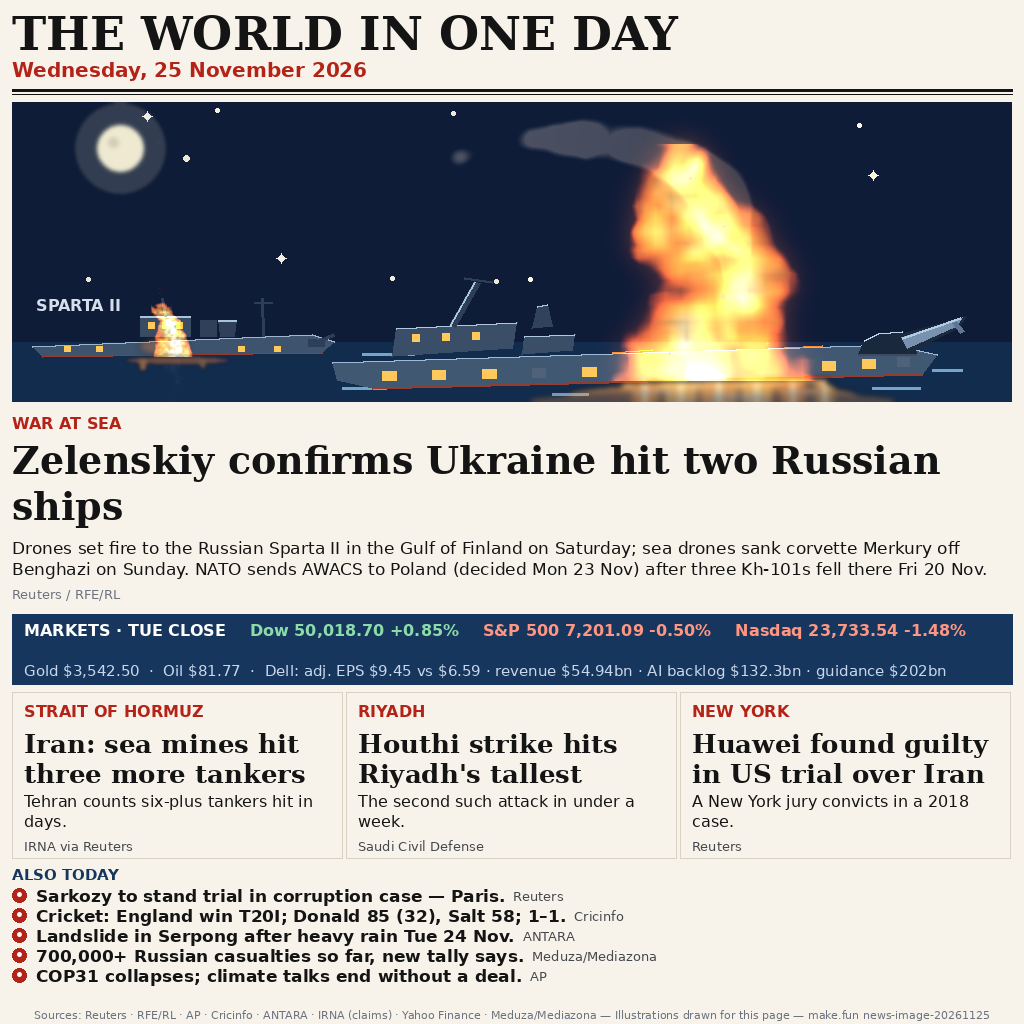 THE WORLD IN ONE DAY
Wednesday, 25 November 2026
SPARTA II
WAR AT SEA
Zelenskiy confirms Ukraine hit two Russian
ships
Drones set fire to the Russian Sparta II in the Gulf of Finland on Saturday; sea drones sank corvette Merkury off
Benghazi on Sunday. NATO sends AWACS to Poland (decided Mon 23 Nov) after three Kh-101s fell there Fri 20 Nov.
Reuters / RFE/RL
MARKETS · TUE CLOSE Dow 50,018.70 +0.85% S&P 500 7,201.09 -0.50% Nasdaq 23,733.54 -1.48%
Gold $3,542.50 · Oil $81.77 · Dell: adj. EPS $9.45 vs $6.59 · revenue $54.94bn · AI backlog $132.3bn · guidance $202bn
STRAIT OF HORMUZ
Iran: sea mines hit
three more tankers
Tehran counts six-plus tankers hit in
days.
IRNA via Reuters
RIYADH
Houthi strike hits
Riyadh's tallest
The second such attack in under a
week.
Saudi Civil Defense
NEW YORK
Huawei found guilty
in US trial over Iran
A New York jury convicts in a 2018
case.
Reuters
ALSO TODAY
Sarkozy to stand trial in corruption case — Paris. Reuters
Cricket: England win T20I; Donald 85 (32), Salt 58; 1–1. Cricinfo
Landslide in Serpong after heavy rain Tue 24 Nov. ANTARA
700,000+ Russian casualties so far, new tally says. Meduza/Mediazona
COP31 collapses; climate talks end without a deal. AP
Sources: Reuters · RFE/RL · AP · Cricinfo · ANTARA · IRNA (claims) · Yahoo Finance · Meduza/Mediazona — Illustrations drawn for this page — make.fun news-image-20261125